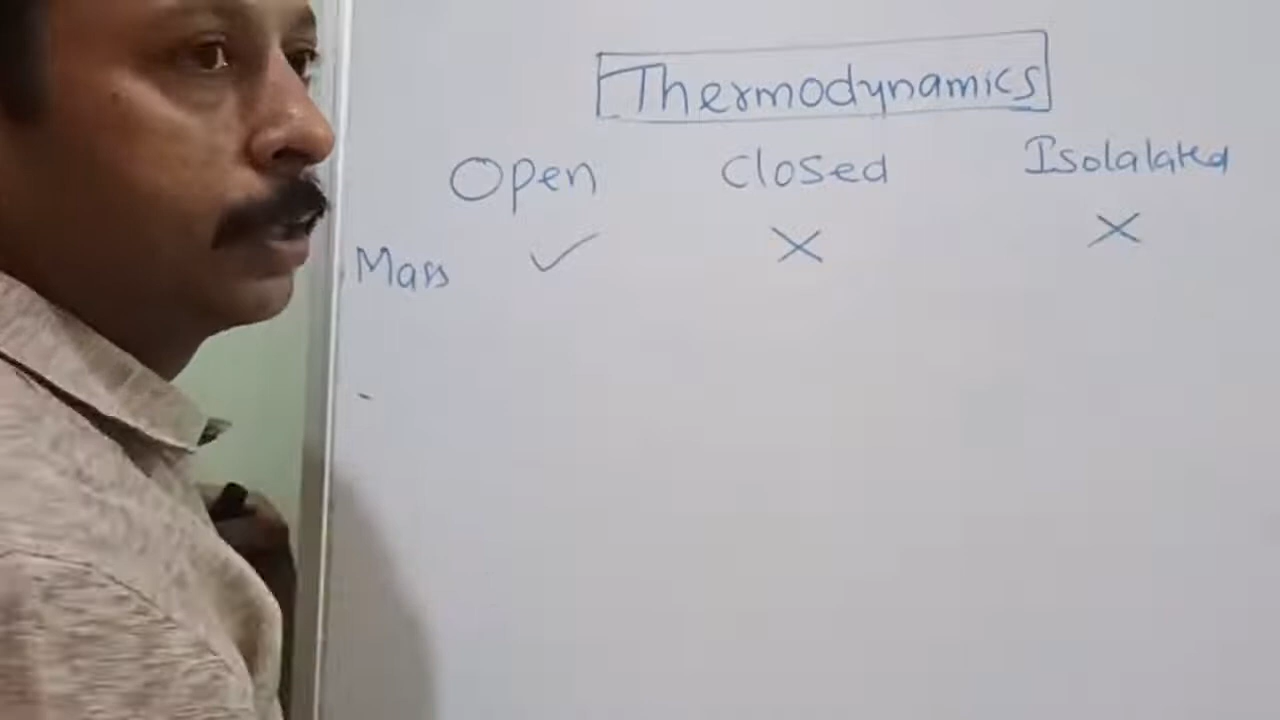 Thermodynamics
Open Closed Isolalated
Mass ✓ X X